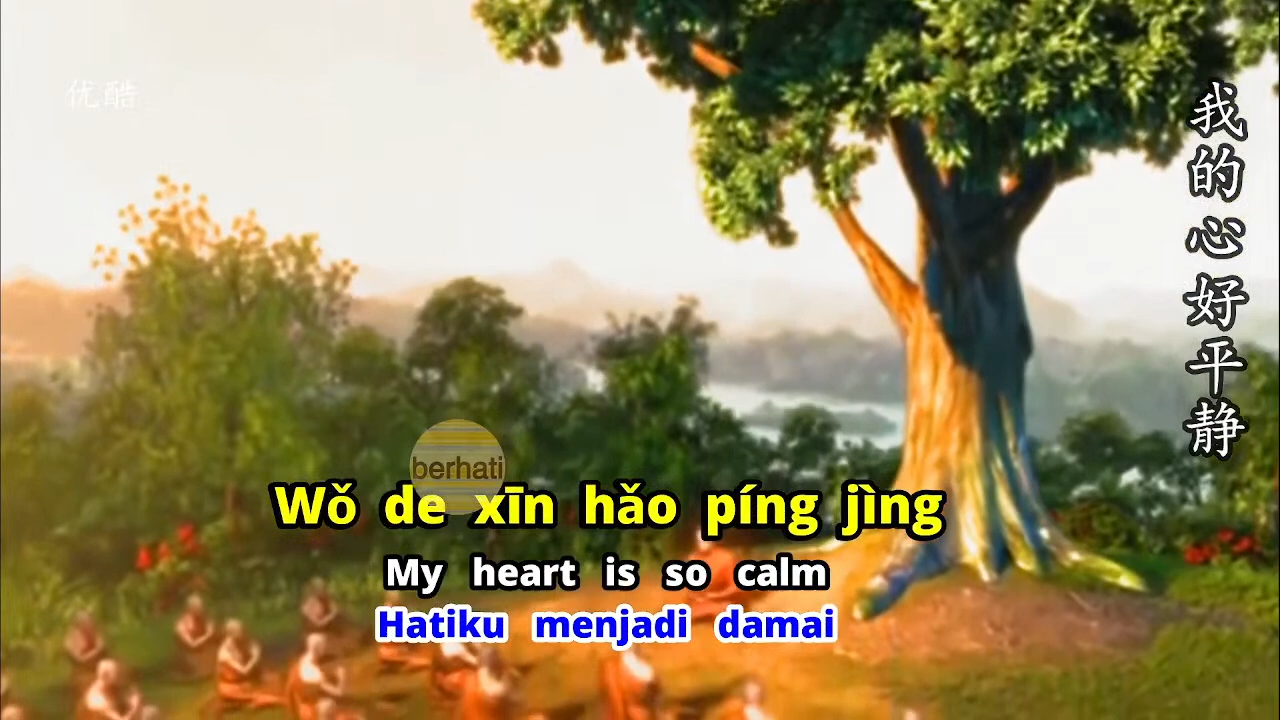 优酷
我的心好平静
berhati
Wǒ de xīn hǎo píng jìng
My heart is so calm
Hatiku menjadi damai